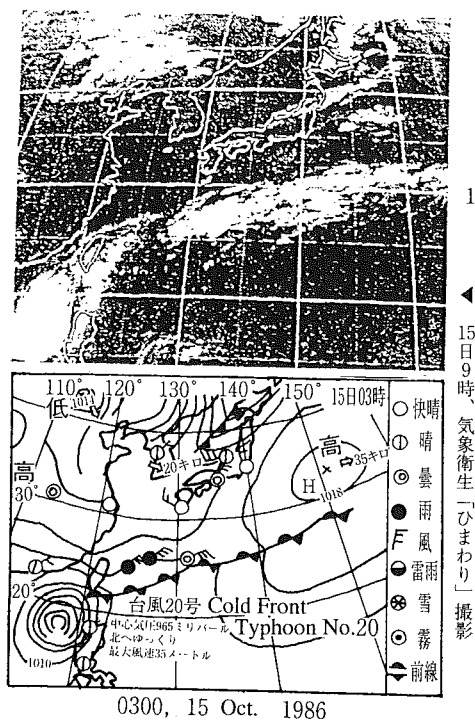 1
◀ 15日9時、気象衛星「ひまわり」撮影
110° 120° 130° 140° 150° 15日03時
低
高
20キロ
高
35キロ
H
1018
30°
20°
1010
台風20号 Cold Front
中心気圧965ミリバール Typhoon No.20
北へゆっくり
最大風速35メートル
快晴
晴
曇
雨
風
雷雨
雪
霧
前線
0300, 15 Oct. 1986